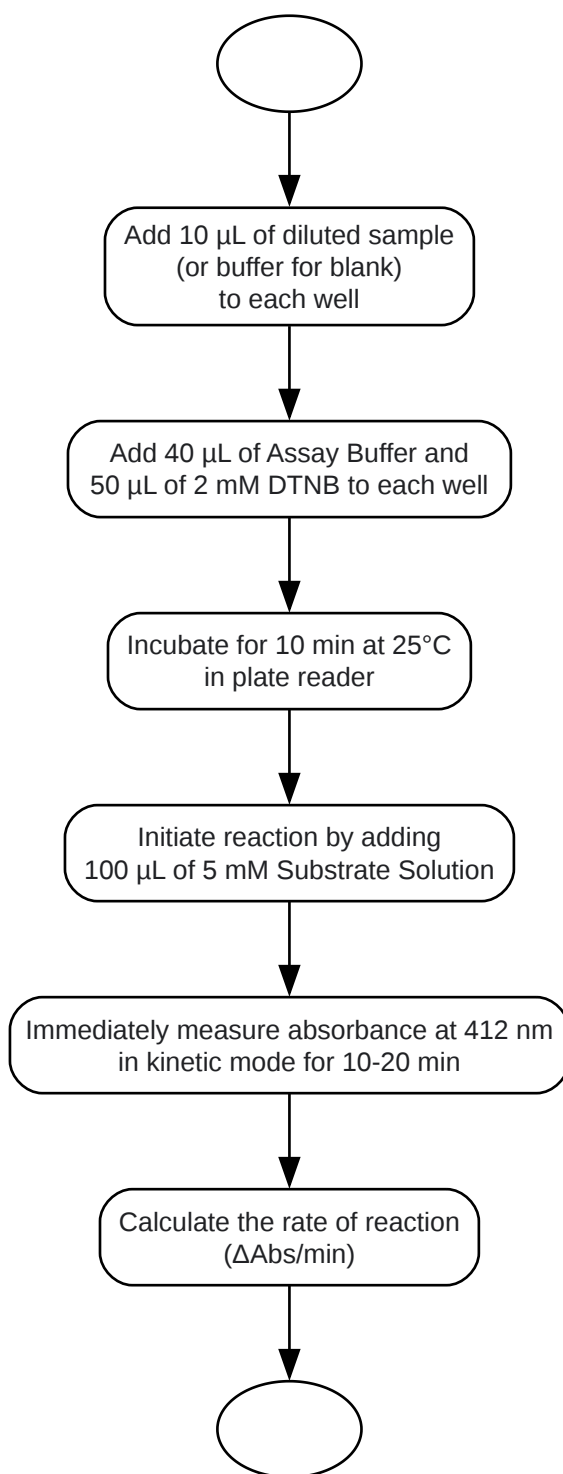 Add 10 µL of diluted sample
(or buffer for blank)
to each well
Add 40 µL of Assay Buffer and
50 µL of 2 mM DTNB to each well
Incubate for 10 min at 25°C
in plate reader
Initiate reaction by adding
100 µL of 5 mM Substrate Solution
Immediately measure absorbance at 412 nm
in kinetic mode for 10-20 min
Calculate the rate of reaction
(ΔAbs/min)